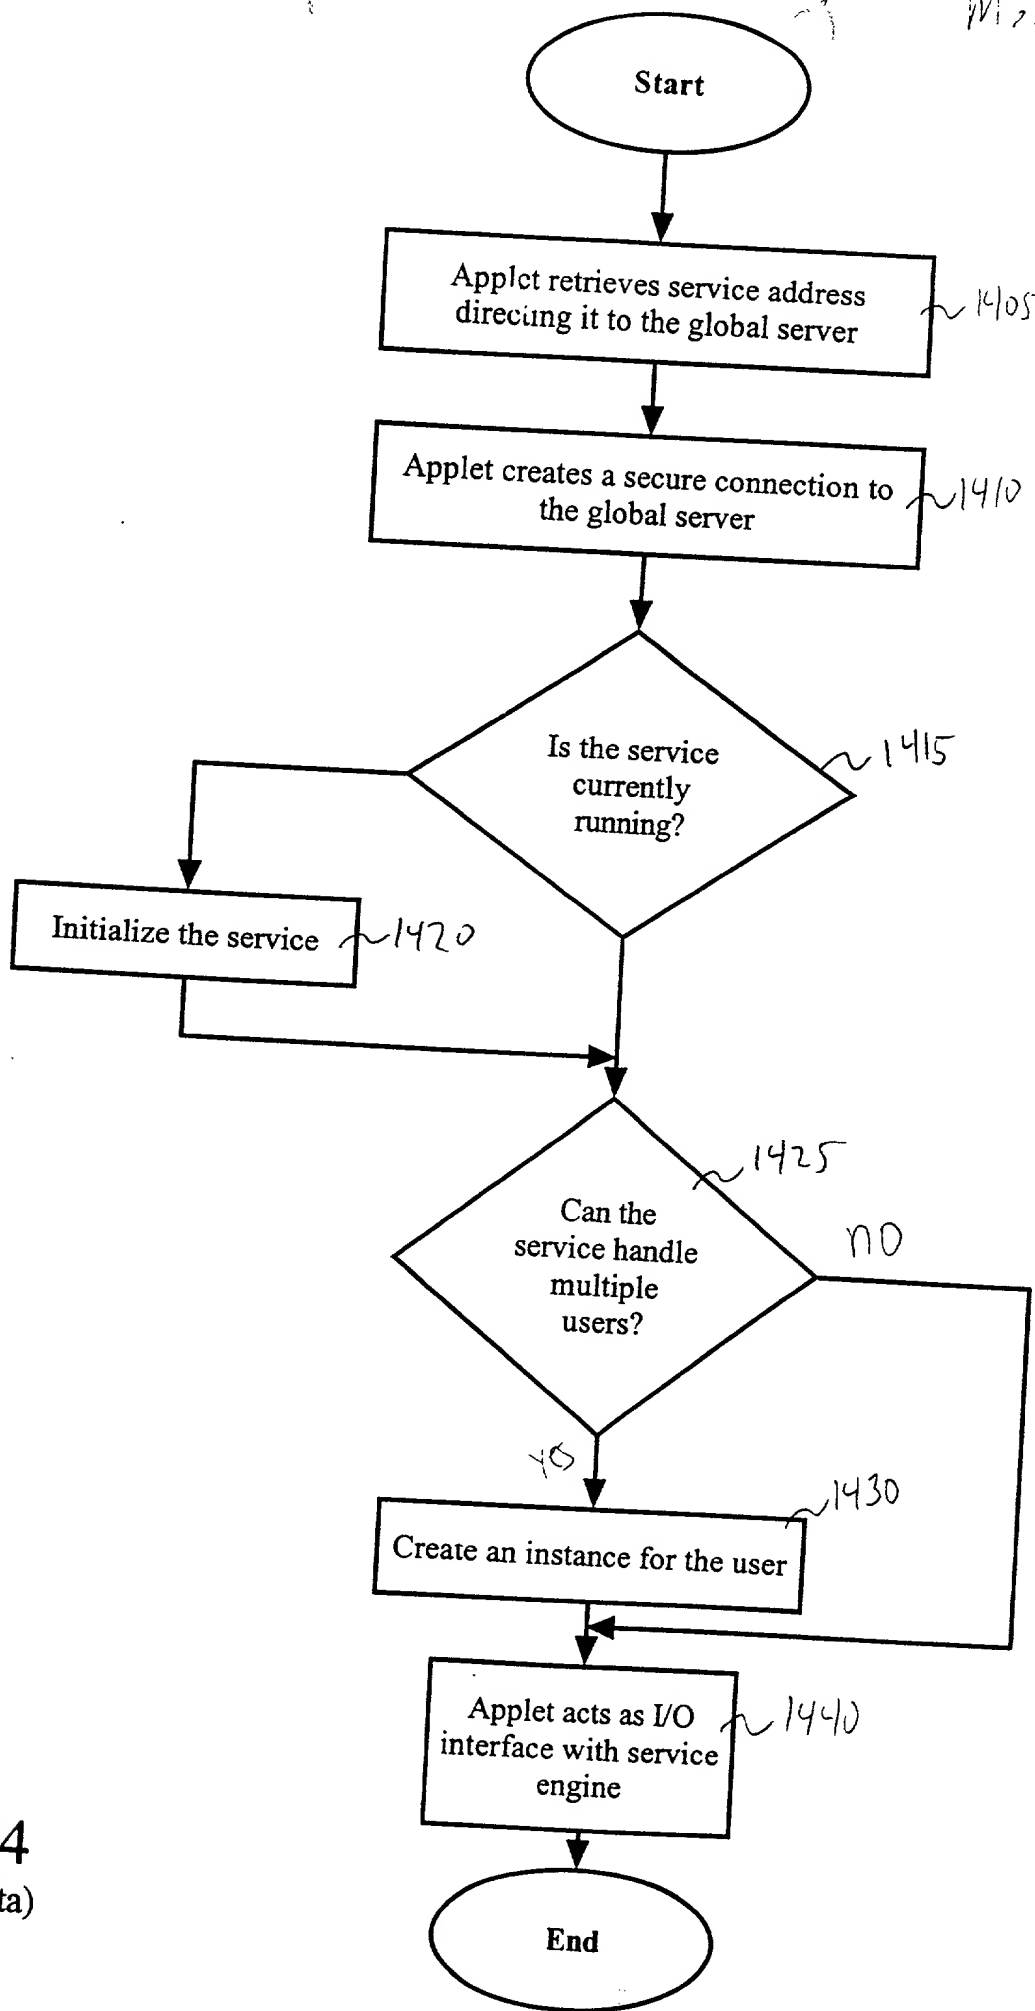 Start
Applet retrieves service address
directing it to the global server
1405
Applet creates a secure connection to
the global server
1410
Is the service
currently
running?
1415
Initialize the service
1420
Can the
service handle
multiple
users?
1425
no
yes
Create an instance for the user
1430
Applet acts as I/O
interface with service
engine
1440
4
ta)
End